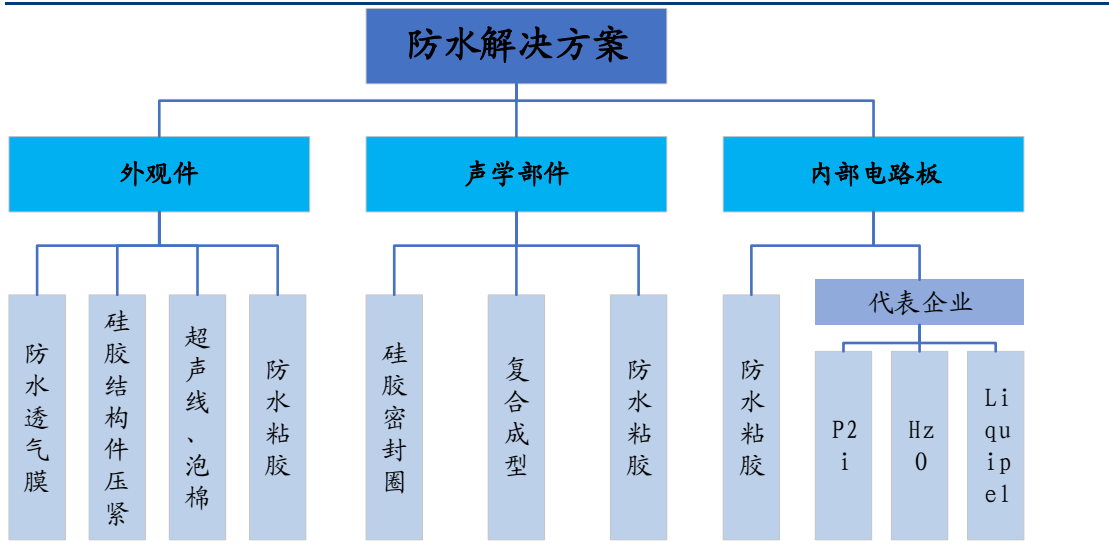 防水解决方案
外观件
声学部件
内部电路板
代表企业
防水透气膜
硅胶结构件压紧
超声线、泡棉
防水粘胶
硅胶密封圈
复合成型
防水粘胶
防水粘胶
P2i
HzO
Liquipel